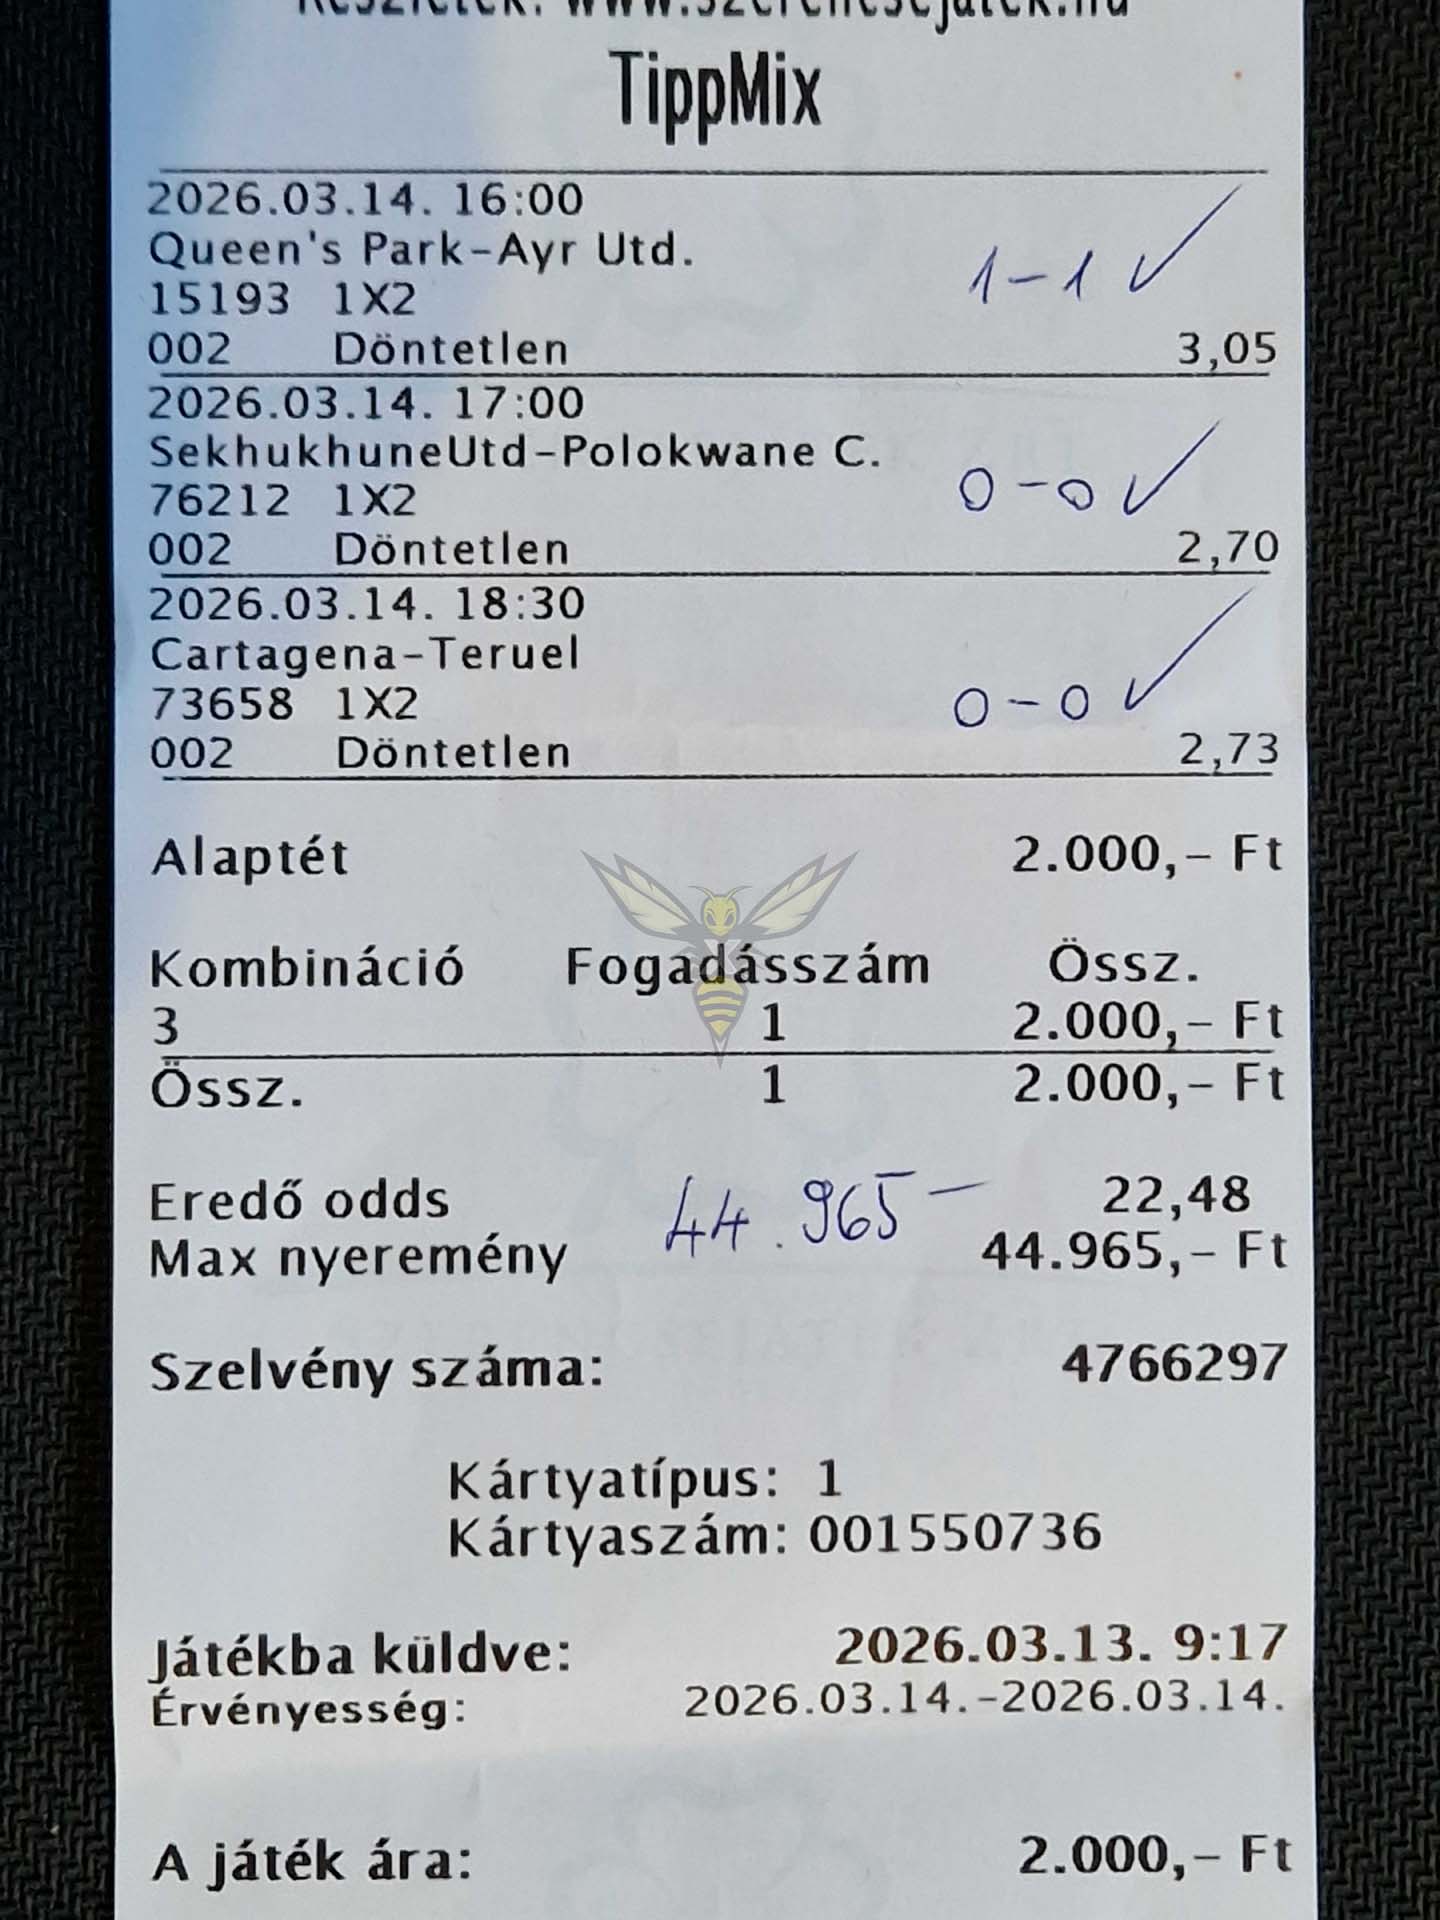 Részletek: www.szerencsejatek.hu
TippMix
2026.03.14. 16:00
Queen's Park-Ayr Utd.
15193 1X2 1-1 ✓
002 Döntetlen 3,05
2026.03.14. 17:00
SekhukhuneUtd-Polokwane C.
76212 1X2 0-0 ✓
002 Döntetlen 2,70
2026.03.14. 18:30
Cartagena-Teruel
73658 1X2 0-0 ✓
002 Döntetlen 2,73
Alaptét 2.000,- Ft
Kombináció Fogadásszám Össz.
3 1 2.000,- Ft
Össz. 1 2.000,- Ft
Eredő odds 22,48
Max nyeremény 44.965- 44.965,- Ft
Szelvény száma: 4766297
Kártyatípus: 1
Kártyaszám: 001550736
Játékba küldve: 2026.03.13. 9:17
Érvényesség: 2026.03.14.-2026.03.14.
A játék ára: 2.000,- Ft